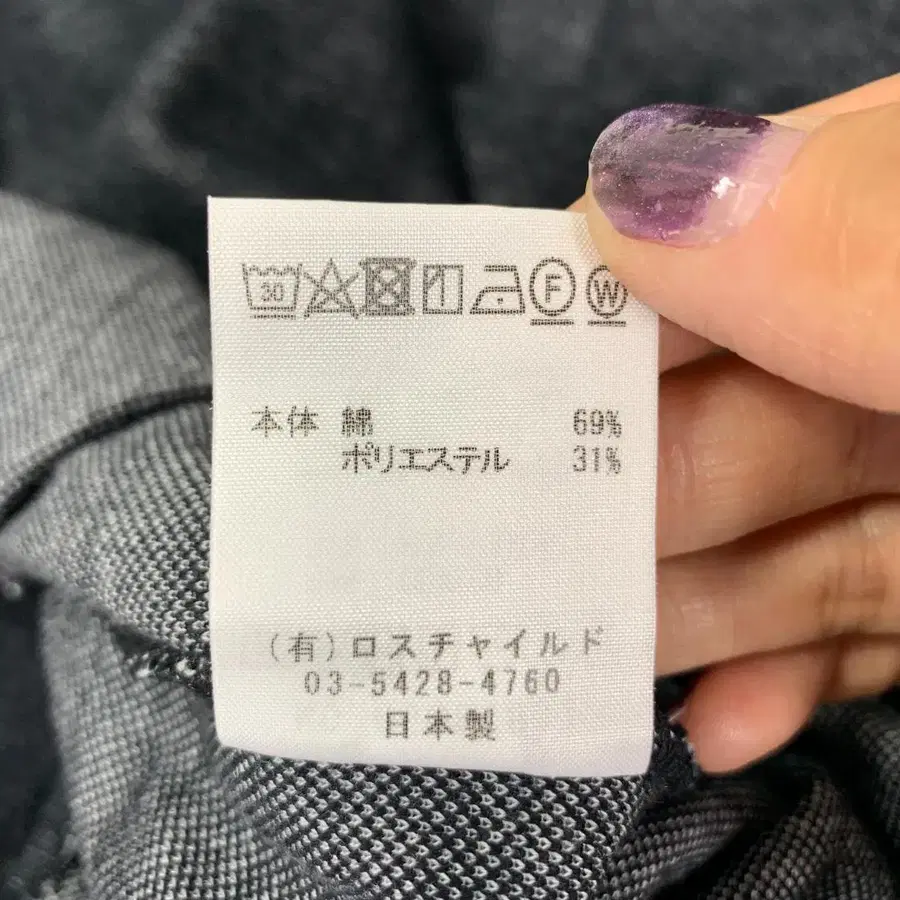 30 F W
本体 綿 69%
ポリエステル 31%
(有)ロスチャイルド
03-5428-4760
日本製